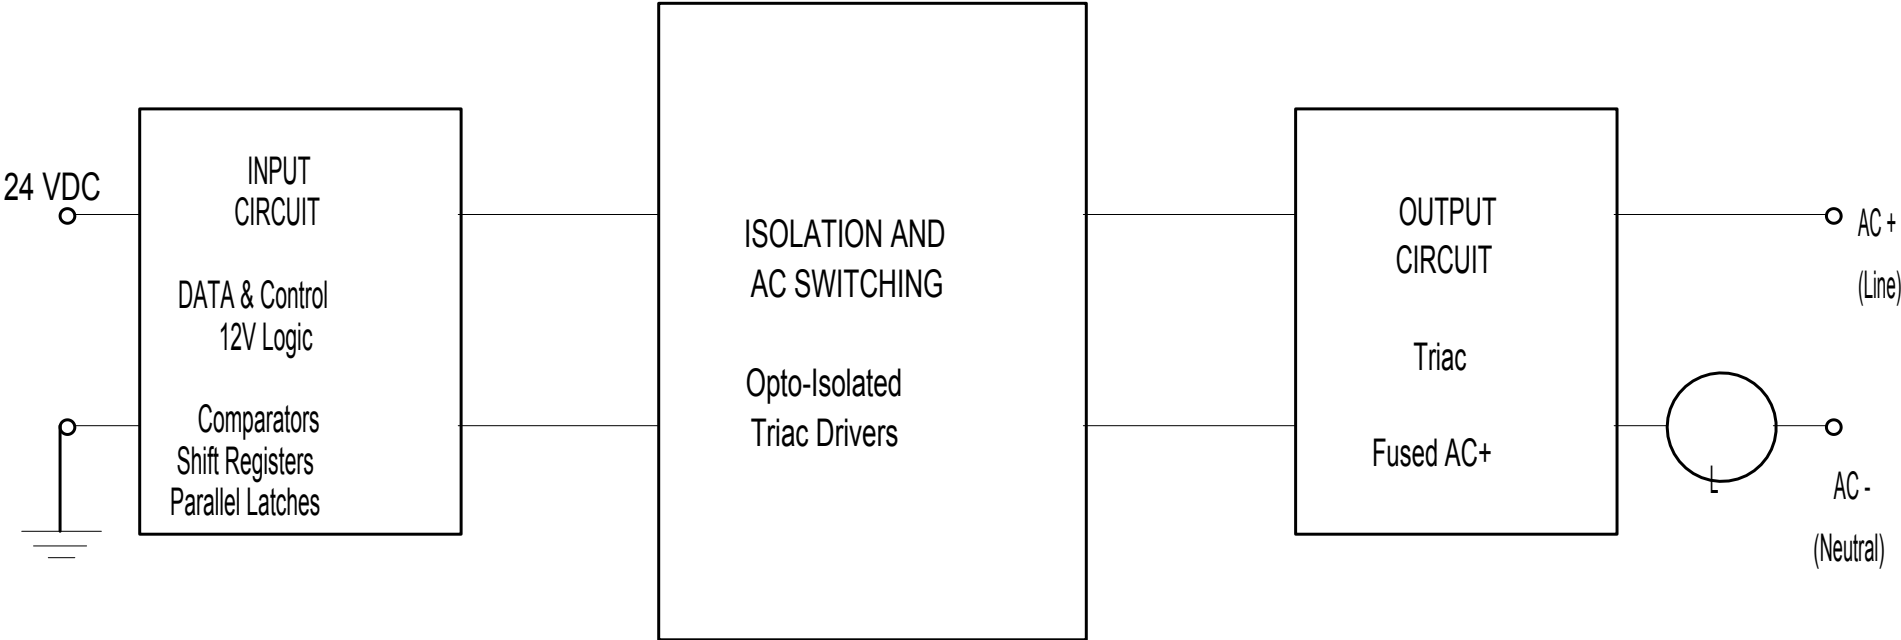 24 VDC
INPUT
CIRCUIT
DATA & Control
12V Logic
Comparators
Shift Registers
Parallel Latches
ISOLATION AND
AC SWITCHING
Opto-Isolated
Triac Drivers
OUTPUT
CIRCUIT
Triac
Fused AC+
L
AC +
(Line)
AC -
(Neutral)